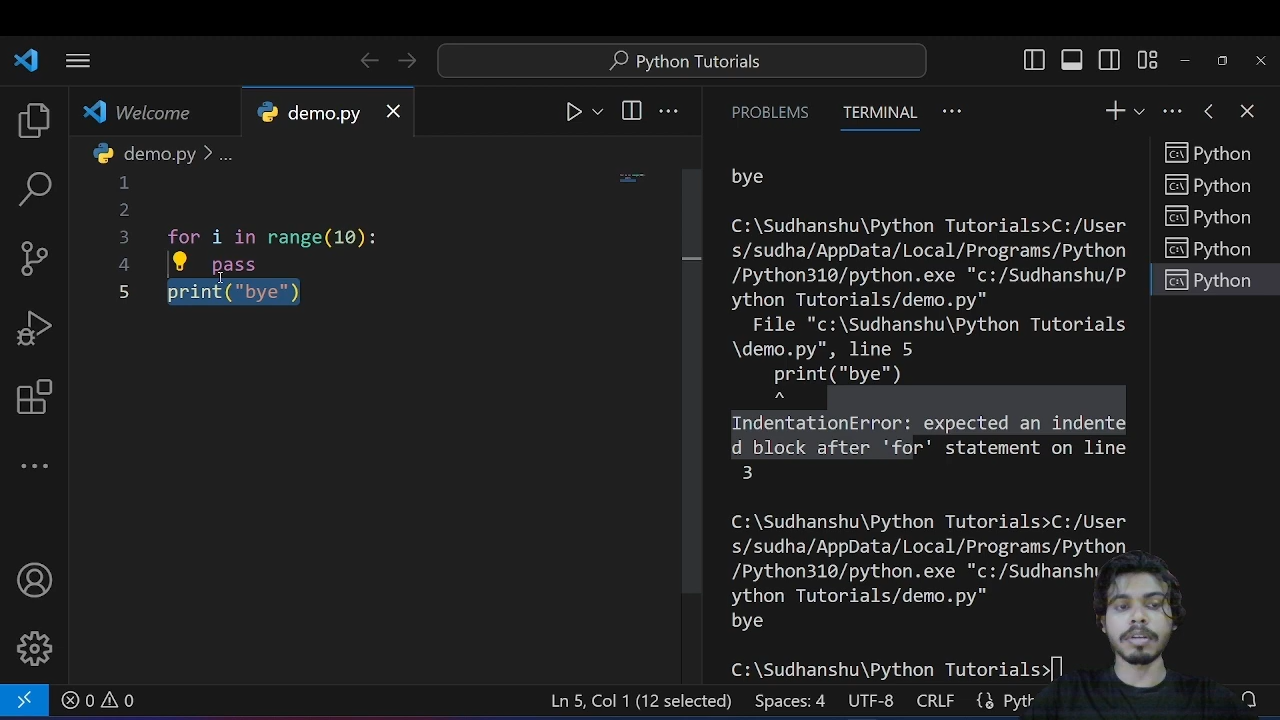 Python Tutorials
Welcome
demo.py
PROBLEMS
TERMINAL
demo.py > ...
1
2
3 for i in range(10):
4 pass
5 print("bye")
bye
C:\Sudhanshu\Python Tutorials>C:/User
s/sudha/AppData/Local/Programs/Python
/Python310/python.exe "c:/Sudhanshu/P
ython Tutorials/demo.py"
File "c:\Sudhanshu\Python Tutorials
\demo.py", line 5
print("bye")
^
IndentationError: expected an indente
d block after 'for' statement on line
3
C:\Sudhanshu\Python Tutorials>C:/User
s/sudha/AppData/Local/Programs/Python
/Python310/python.exe "c:/Sudhanshu
ython Tutorials/demo.py"
bye
C:\Sudhanshu\Python Tutorials>
Python
Python
Python
Python
Python
0 0
Ln 5, Col 1 (12 selected)
Spaces: 4
UTF-8
CRLF
{}